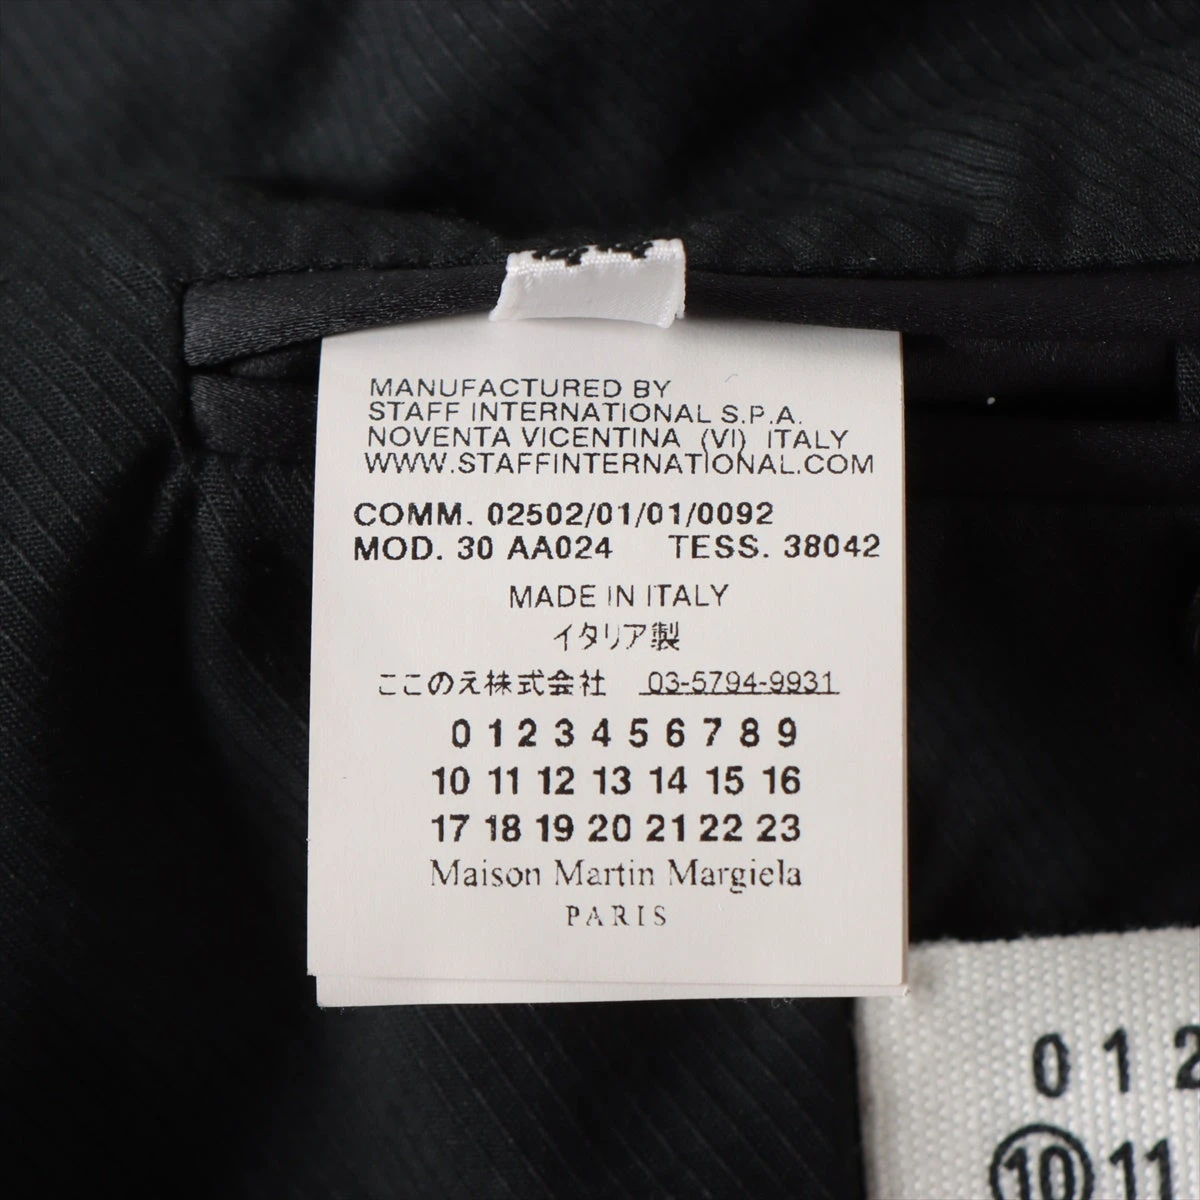 MANUFACTURED BY
STAFF INTERNATIONAL S.P.A.
NOVENTA VICENTINA (VI) ITALY
WWW.STAFFINTERNATIONAL.COM
COMM. 02502/01/01/0092
MOD. 30 AA024 TESS. 38042
MADE IN ITALY
イタリア製
ここのえ株式会社 03-5794-9931
0 1 2 3 4 5 6 7 8 9
10 11 12 13 14 15 16
17 18 19 20 21 22 23
Maison Martin Margiela
PARIS
0 1 2
10 11